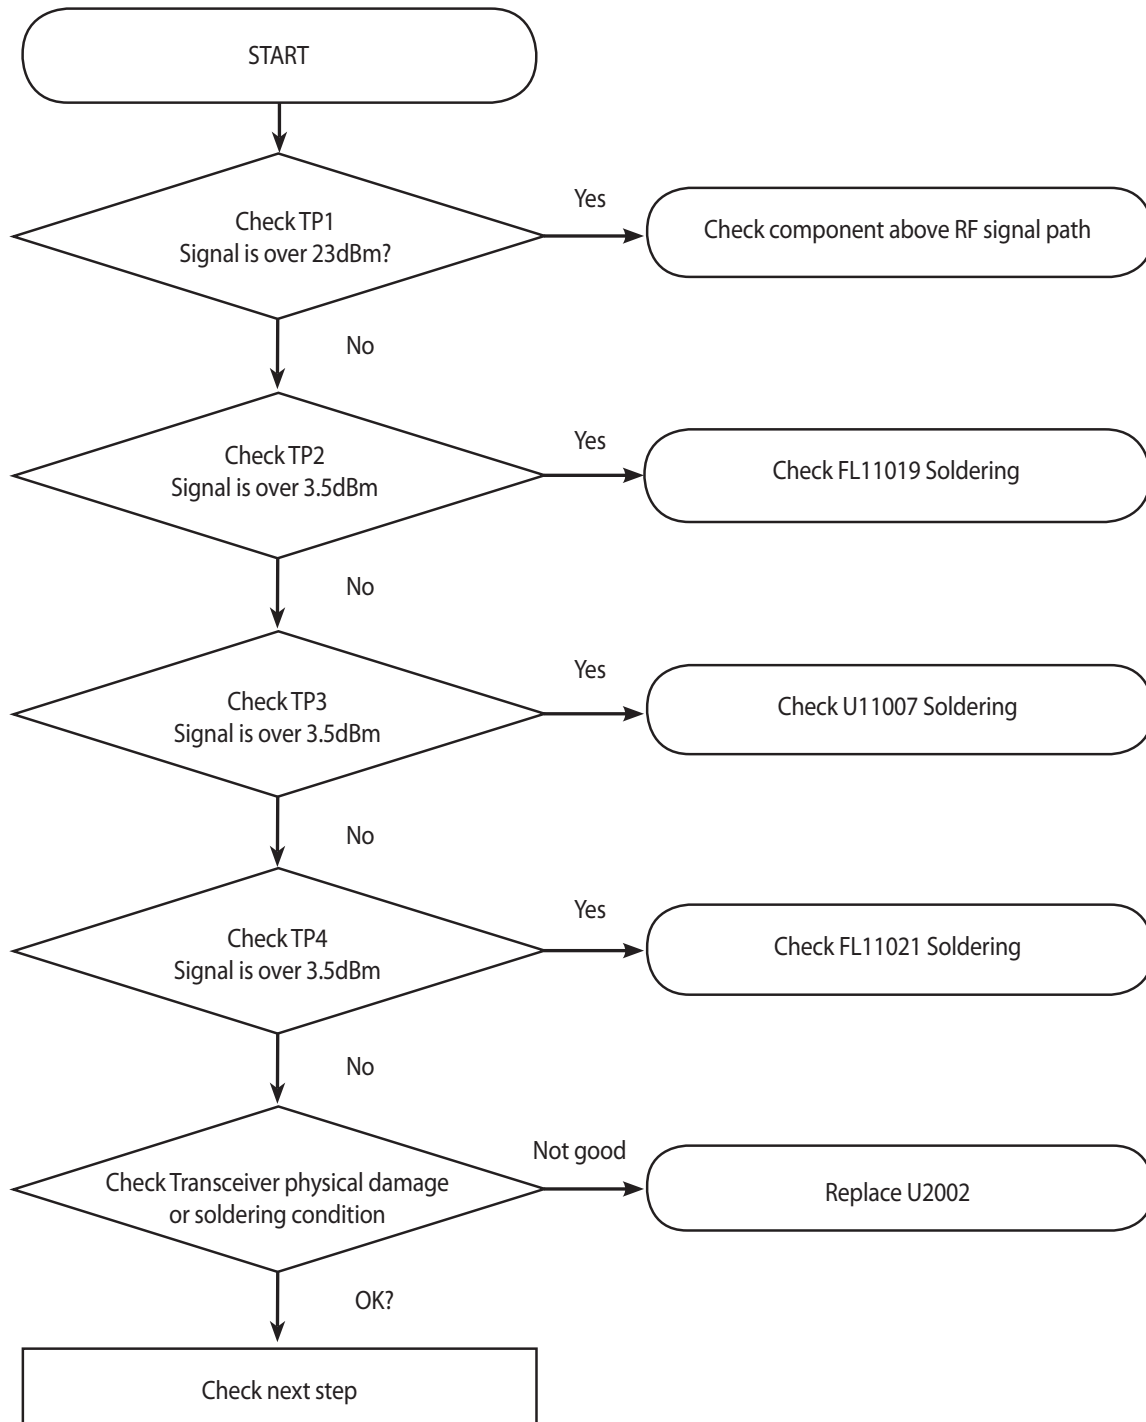 START
Check TP1
Signal is over 23dBm?
Yes
Check component above RF signal path
No
Check TP2
Signal is over 3.5dBm
Yes
Check FL11019 Soldering
No
Check TP3
Signal is over 3.5dBm
Yes
Check U11007 Soldering
No
Check TP4
Signal is over 3.5dBm
Yes
Check FL11021 Soldering
No
Check Transceiver physical damage
or soldering condition
Not good
Replace U2002
OK?
Check next step